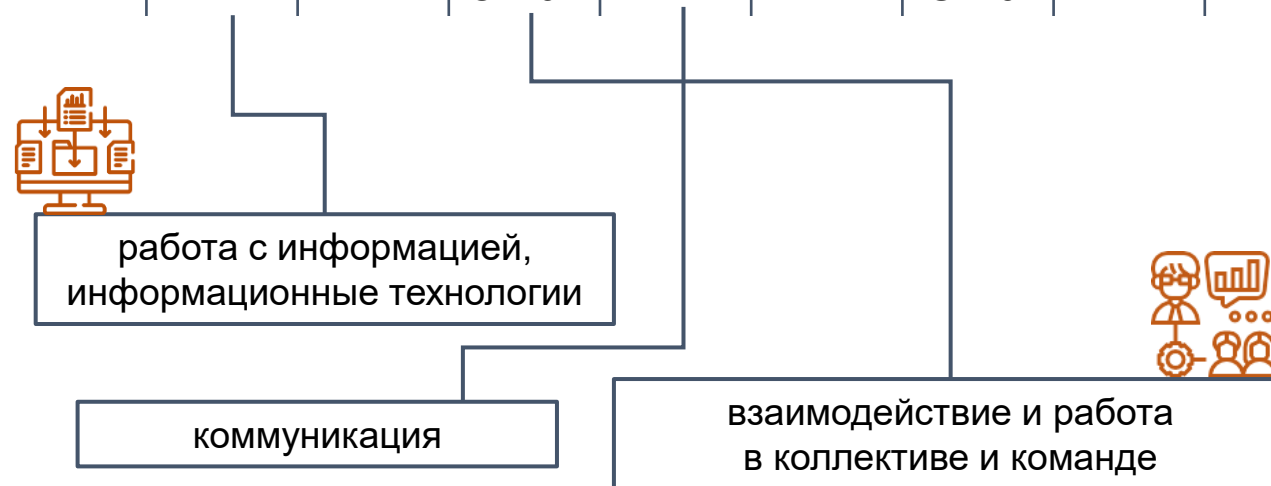 работа с информацией,
информационные технологии
коммуникация
взаимодействие и работа
в коллективе и команде